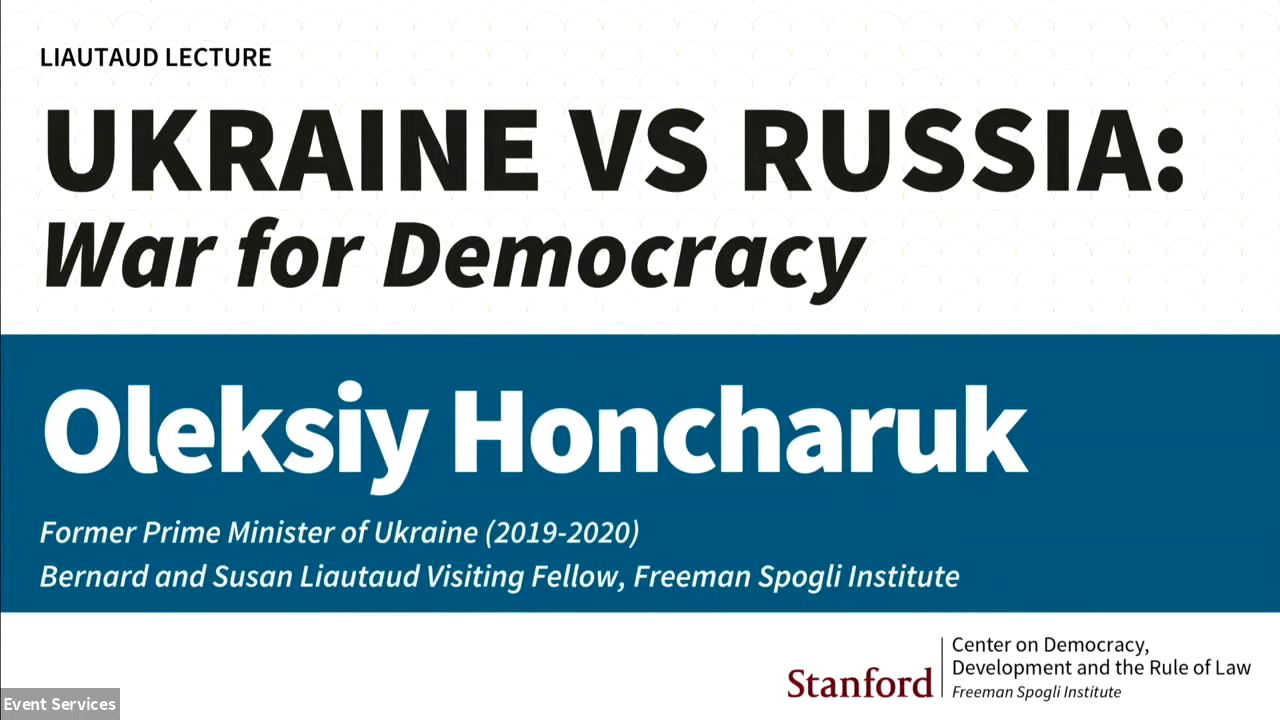 LIAUTAUD LECTURE
UKRAINE VS RUSSIA:
War for Democracy
Oleksiy Honcharuk
Former Prime Minister of Ukraine (2019-2020)
Bernard and Susan Liautaud Visiting Fellow, Freeman Spogli Institute
Stanford
Center on Democracy,
Development and the Rule of Law
Freeman Spogli Institute
Event Services